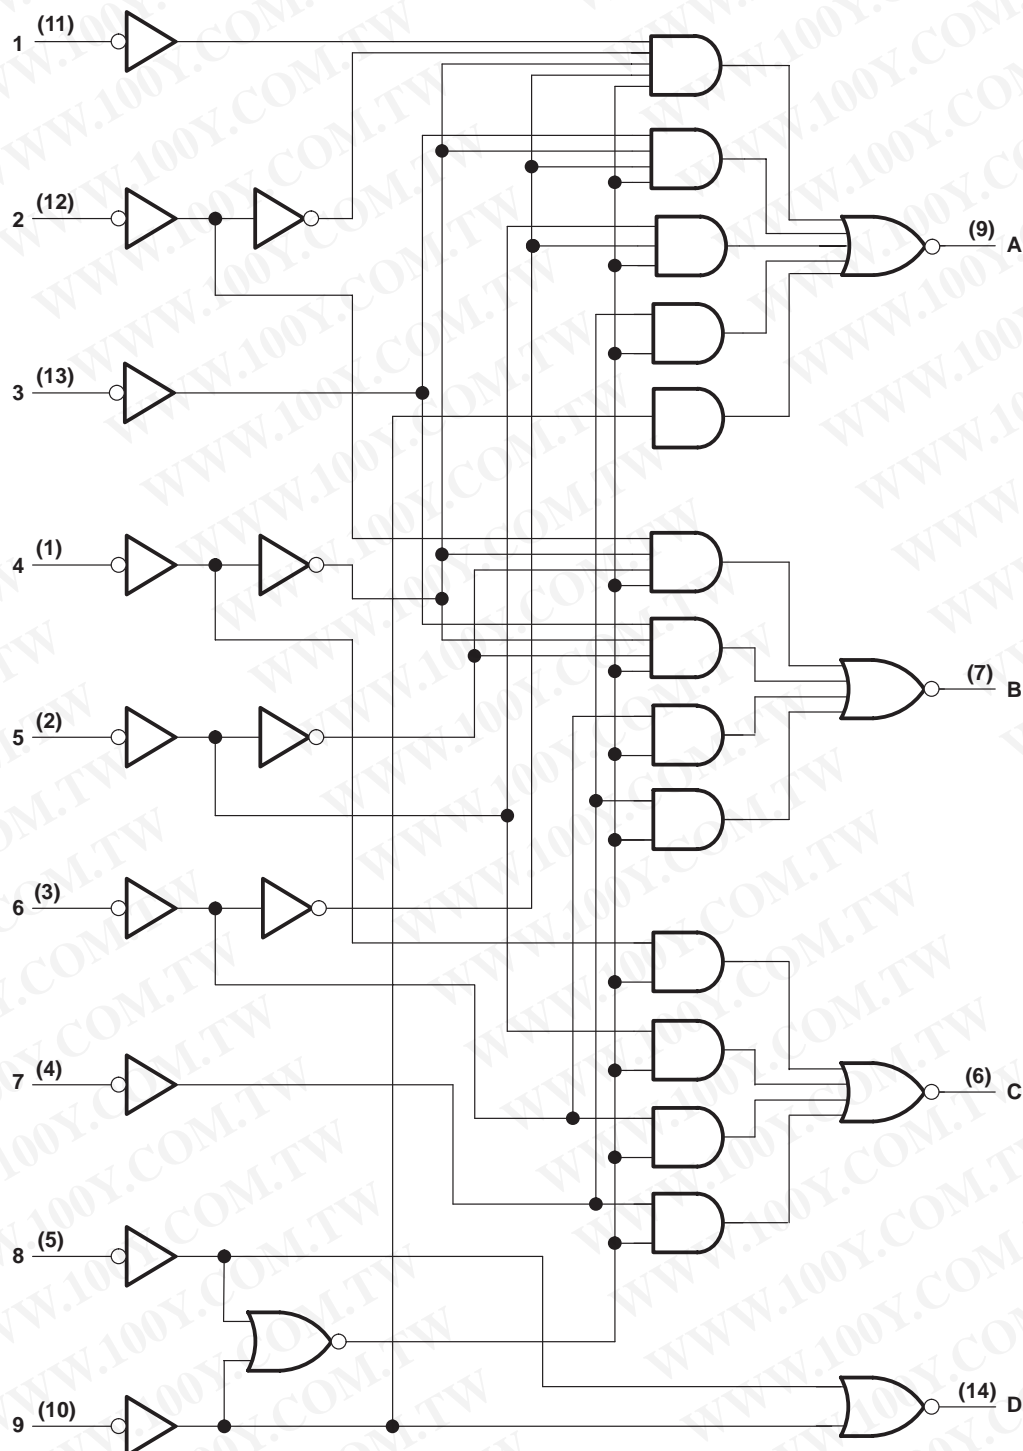 1 (11)
2 (12)
(9) A
3 (13)
4 (1)
(7) B
5 (2)
6 (3)
7 (4)
(6) C
8 (5)
9 (10)
(14) D
WWW.100Y.COM.TW